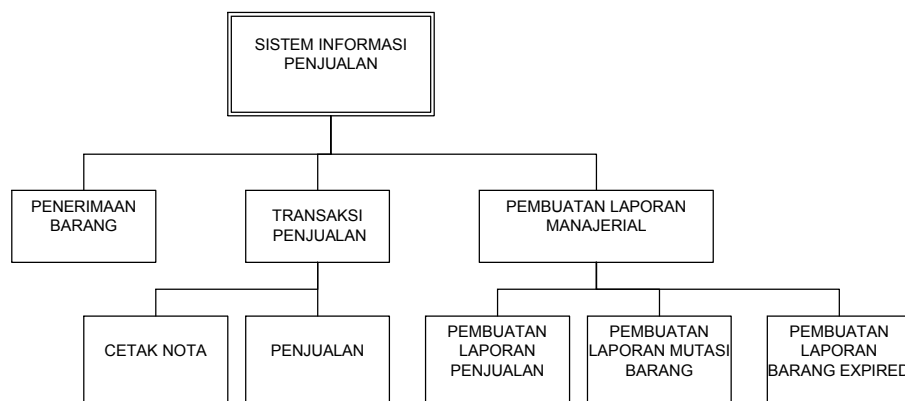 SISTEM INFORMASI
PENJUALAN
PENERIMAAN
BARANG
TRANSAKSI
PENJUALAN
PEMBUATAN LAPORAN
MANAJERIAL
CETAK NOTA
PENJUALAN
PEMBUATAN
LAPORAN
PENJUALAN
PEMBUATAN
LAPORAN MUTASI
BARANG
PEMBUATAN
LAPORAN
BARANG EXPIRED